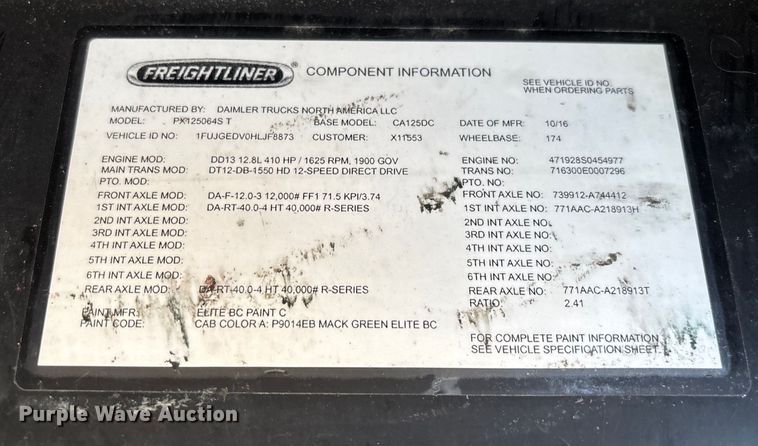 FREIGHTLINER ® COMPONENT INFORMATION
SEE VEHICLE ID NO.
WHEN ORDERING PARTS
MANUFACTURED BY: DAIMLER TRUCKS NORTH AMERICA LLC
MODEL: PX125064S T BASE MODEL: CA125DC DATE OF MFR: 10/16
VEHICLE ID NO: 1FUJGEDV0HLJF8873 CUSTOMER: X11553 WHEELBASE: 174
ENGINE MOD: DD13 12.8L 410 HP / 1625 RPM, 1900 GOV ENGINE NO: 471928S0454977
MAIN TRANS MOD: DT12-DB-1550 HD 12-SPEED DIRECT DRIVE TRANS NO: 716300E0007296
PTO. MOD: PTO. NO:
FRONT AXLE MOD: DA-F-12.0-3 12,000# FF1 71.5 KPI/3.74 FRONT AXLE NO: 739912-A744412
1ST INT AXLE MOD: DA-RT-40.0-4 HT 40,000# R-SERIES 1ST INT AXLE NO: 771AAC-A218913H
2ND INT AXLE MOD: 2ND INT AXLE NO:
3RD INT AXLE MOD: 3RD INT AXLE NO:
4TH INT AXLE MOD: 4TH INT AXLE NO:
5TH INT AXLE MOD: 5TH INT AXLE NO:
6TH INT AXLE MOD: 6TH INT AXLE NO:
REAR AXLE MOD: DA-RT-40.0-4 HT 40,000# R-SERIES REAR AXLE NO: 771AAC-A218913T
RATIO: 2.41
PAINT MFR: ELITE BC PAINT C
PAINT CODE: CAB COLOR A: P9014EB MACK GREEN ELITE BC
FOR COMPLETE PAINT INFORMATION
SEE VEHICLE SPECIFICATION SHEET.
Purple Wave Auction